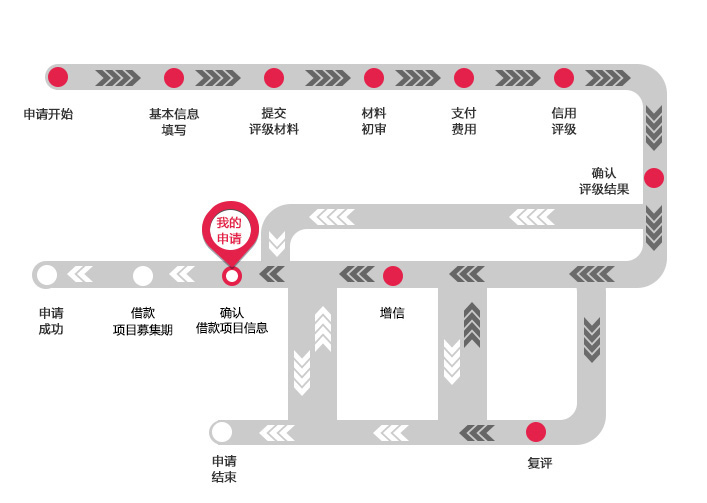 申请开始
基本信息
填写
提交
评级材料
材料
初审
支付
费用
信用
评级
确认
评级结果
我的
申请
申请
成功
借款
项目募集期
确认
借款项目信息
增信
申请
结束
复评